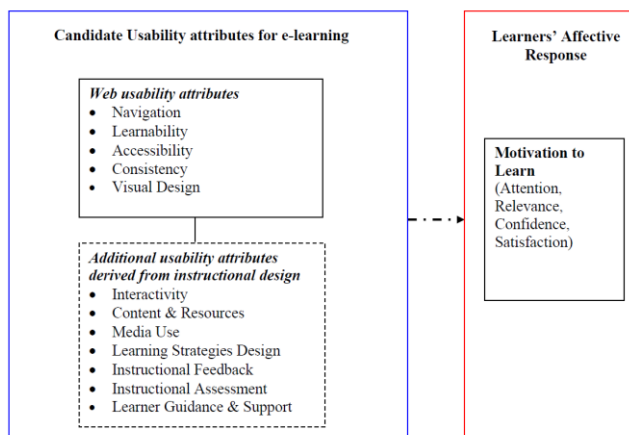 Candidate Usability attributes for e-learning
Web usability attributes
• Navigation
• Learnability
• Accessibility
• Consistency
• Visual Design
Additional usability attributes
derived from instructional design
• Interactivity
• Content & Resources
• Media Use
• Learning Strategies Design
• Instructional Feedback
• Instructional Assessment
• Learner Guidance & Support
Learners’ Affective
Response
Motivation to
Learn
(Attention,
Relevance,
Confidence,
Satisfaction)